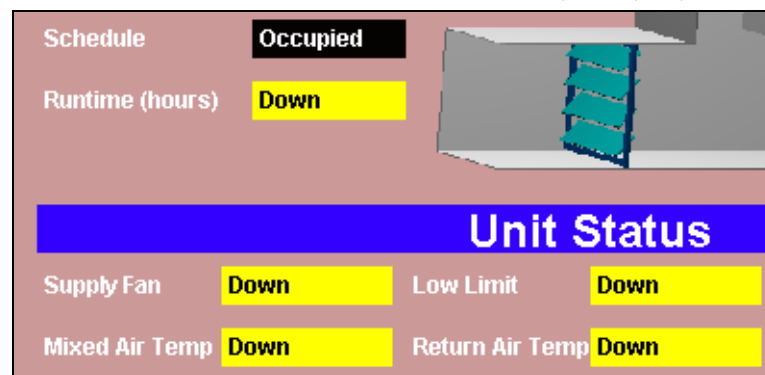 Schedule Occupied
Runtime (hours) Down
Unit Status
Supply Fan Down Low Limit Down
Mixed Air Temp Down Return Air Temp Down